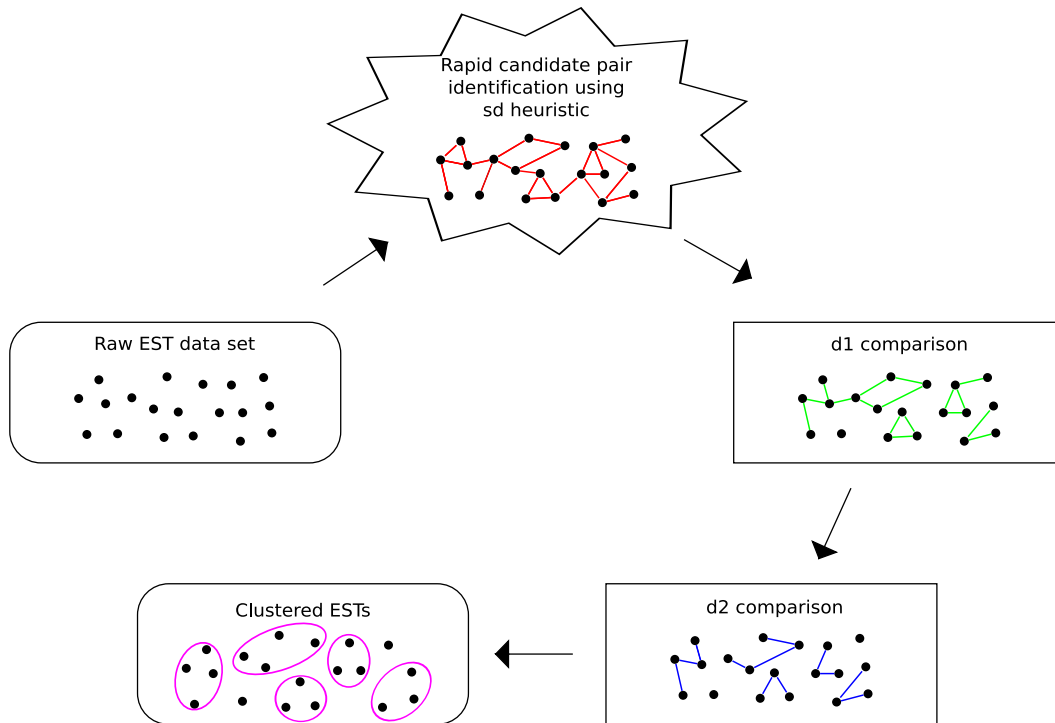 Rapid candidate pair
identification using
sd heuristic
Raw EST data set
d1 comparison
d2 comparison
Clustered ESTs